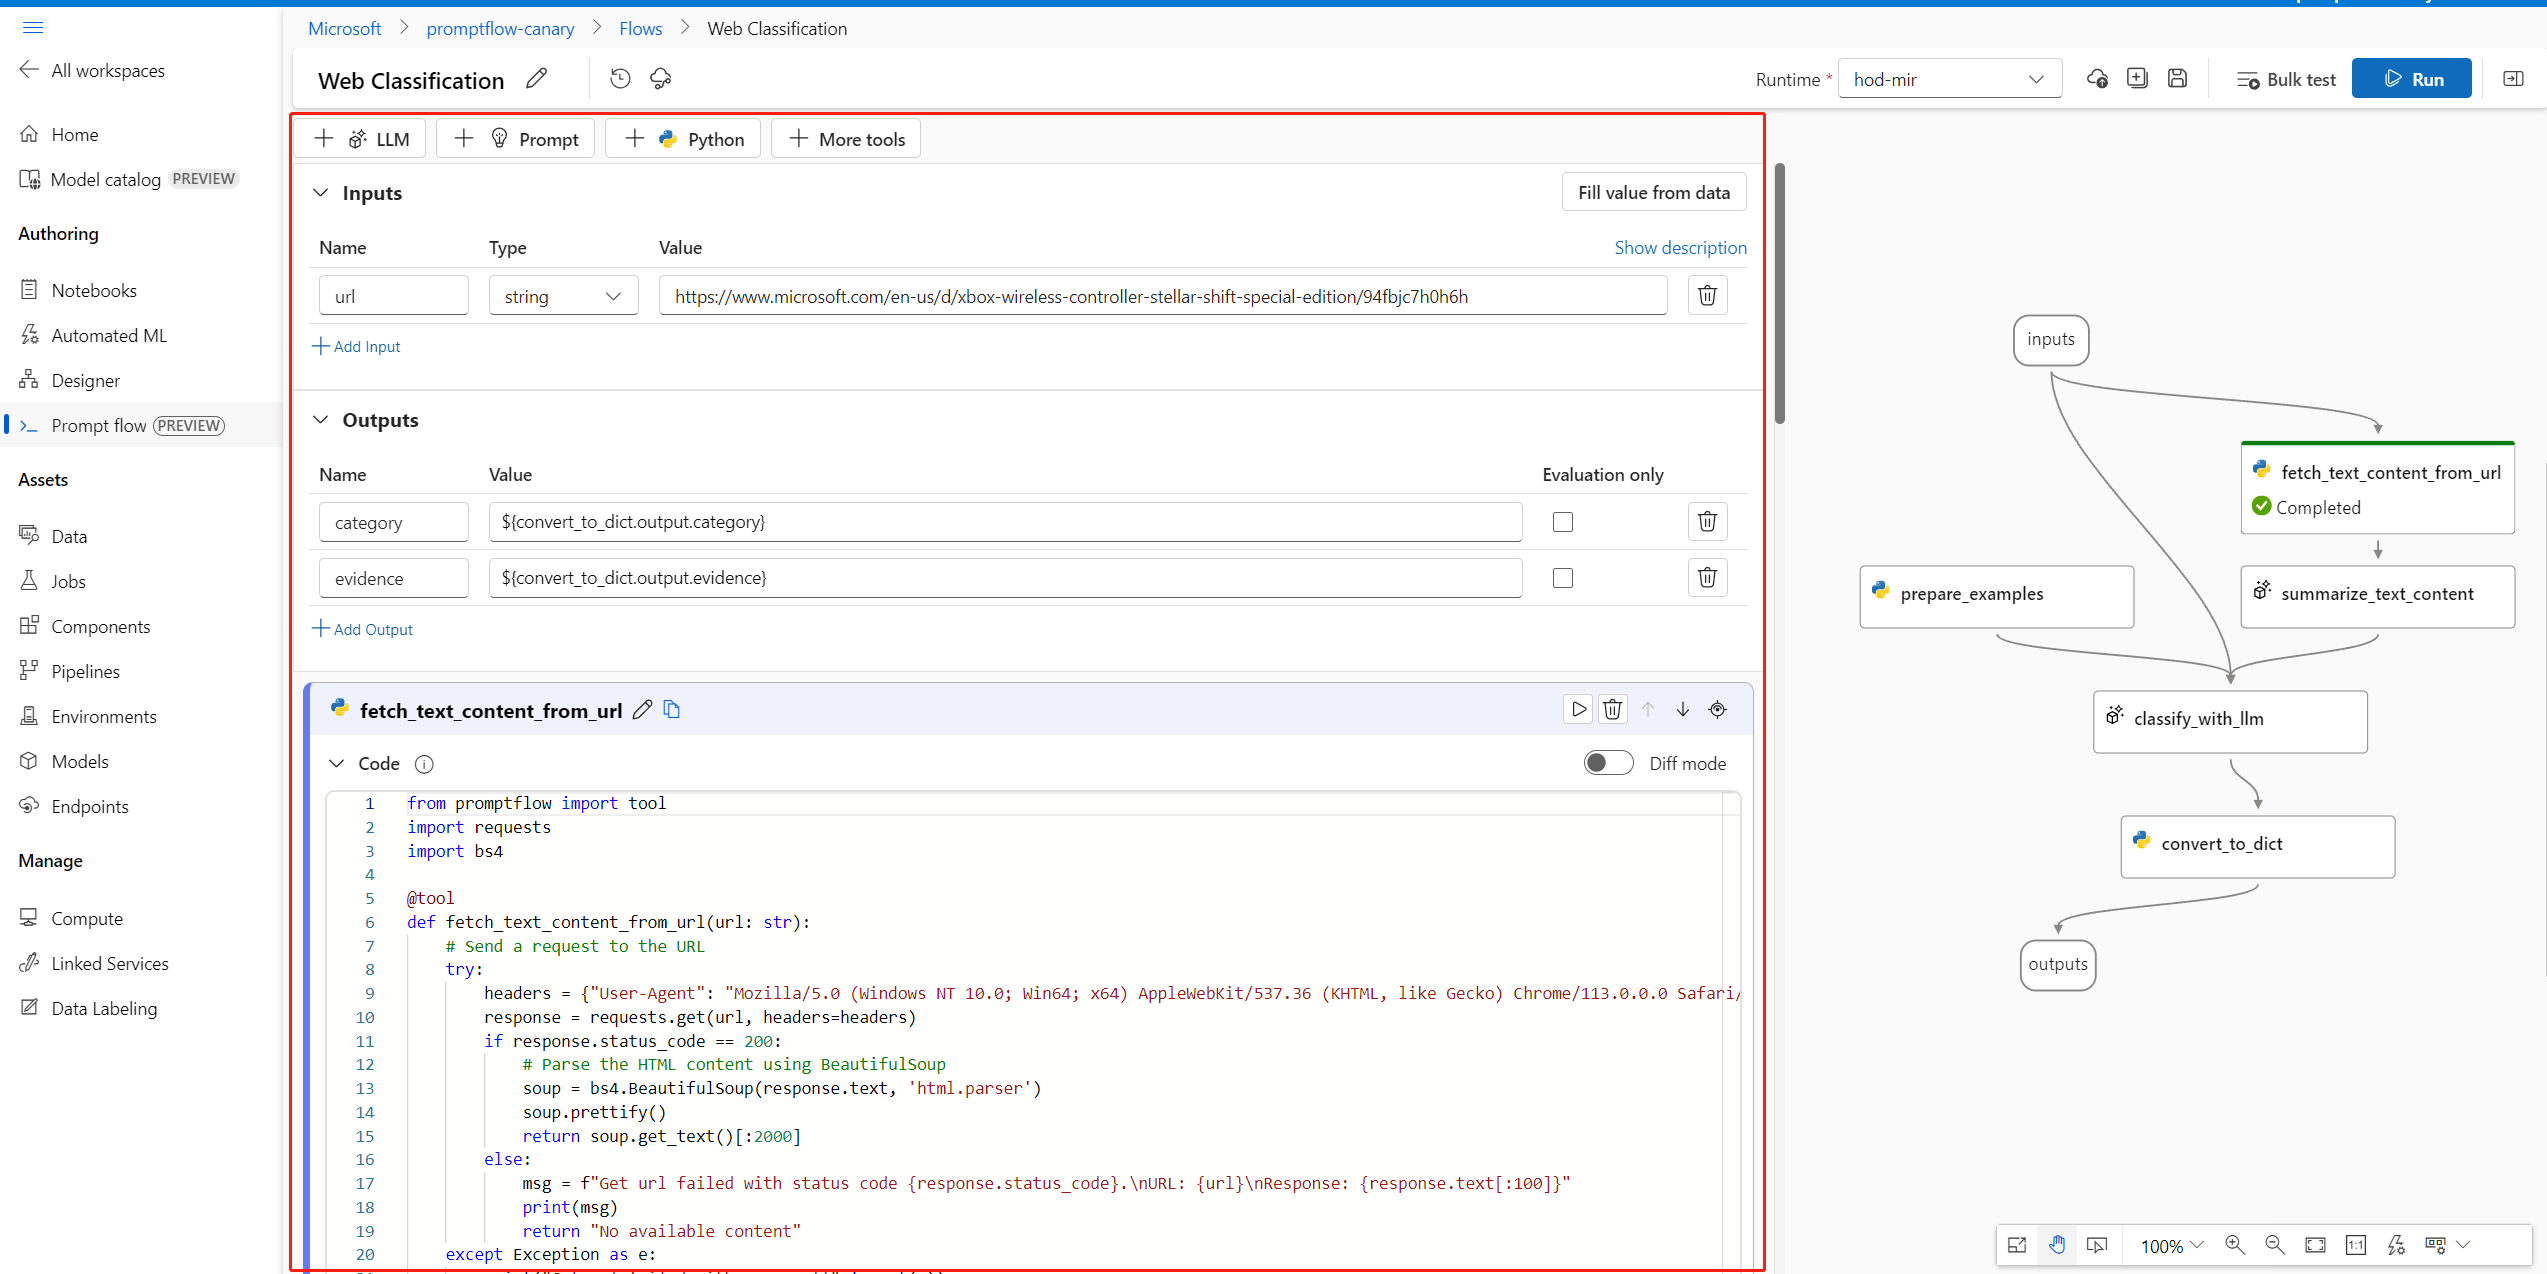 Microsoft > promptflow-canary > Flows > Web Classification
All workspaces
Home
Model catalog PREVIEW
Authoring
Notebooks
Automated ML
Designer
Prompt flow PREVIEW
Assets
Data
Jobs
Components
Pipelines
Environments
Models
Endpoints
Manage
Compute
Linked Services
Data Labeling
Web Classification
Runtime * hod-mir
Bulk test
Run
+ LLM
+ Prompt
+ Python
+ More tools
Inputs
Fill value from data
Name Type Value Show description
url string https://www.microsoft.com/en-us/d/xbox-wireless-controller-stellar-shift-special-edition/94fbjc7h0h6h
+ Add Input
Outputs
Name Value Evaluation only
category ${convert_to_dict.output.category}
evidence ${convert_to_dict.output.evidence}
+ Add Output
fetch_text_content_from_url
Code Diff mode
1 from promptflow import tool
2 import requests
3 import bs4
4
5 @tool
6 def fetch_text_content_from_url(url: str):
7 # Send a request to the URL
8 try:
9 headers = {"User-Agent": "Mozilla/5.0 (Windows NT 10.0; Win64; x64) AppleWebKit/537.36 (KHTML, like Gecko) Chrome/113.0.0.0 Safari/
10 response = requests.get(url, headers=headers)
11 if response.status_code == 200:
12 # Parse the HTML content using BeautifulSoup
13 soup = bs4.BeautifulSoup(response.text, 'html.parser')
14 soup.prettify()
15 return soup.get_text()[:2000]
16 else:
17 msg = f"Get url failed with status code {response.status_code}.\nURL: {url}\nResponse: {response.text[:100]}"
18 print(msg)
19 return "No available content"
20 except Exception as e:
inputs
fetch_text_content_from_url
Completed
prepare_examples
summarize_text_content
classify_with_llm
convert_to_dict
outputs
100%
1:1